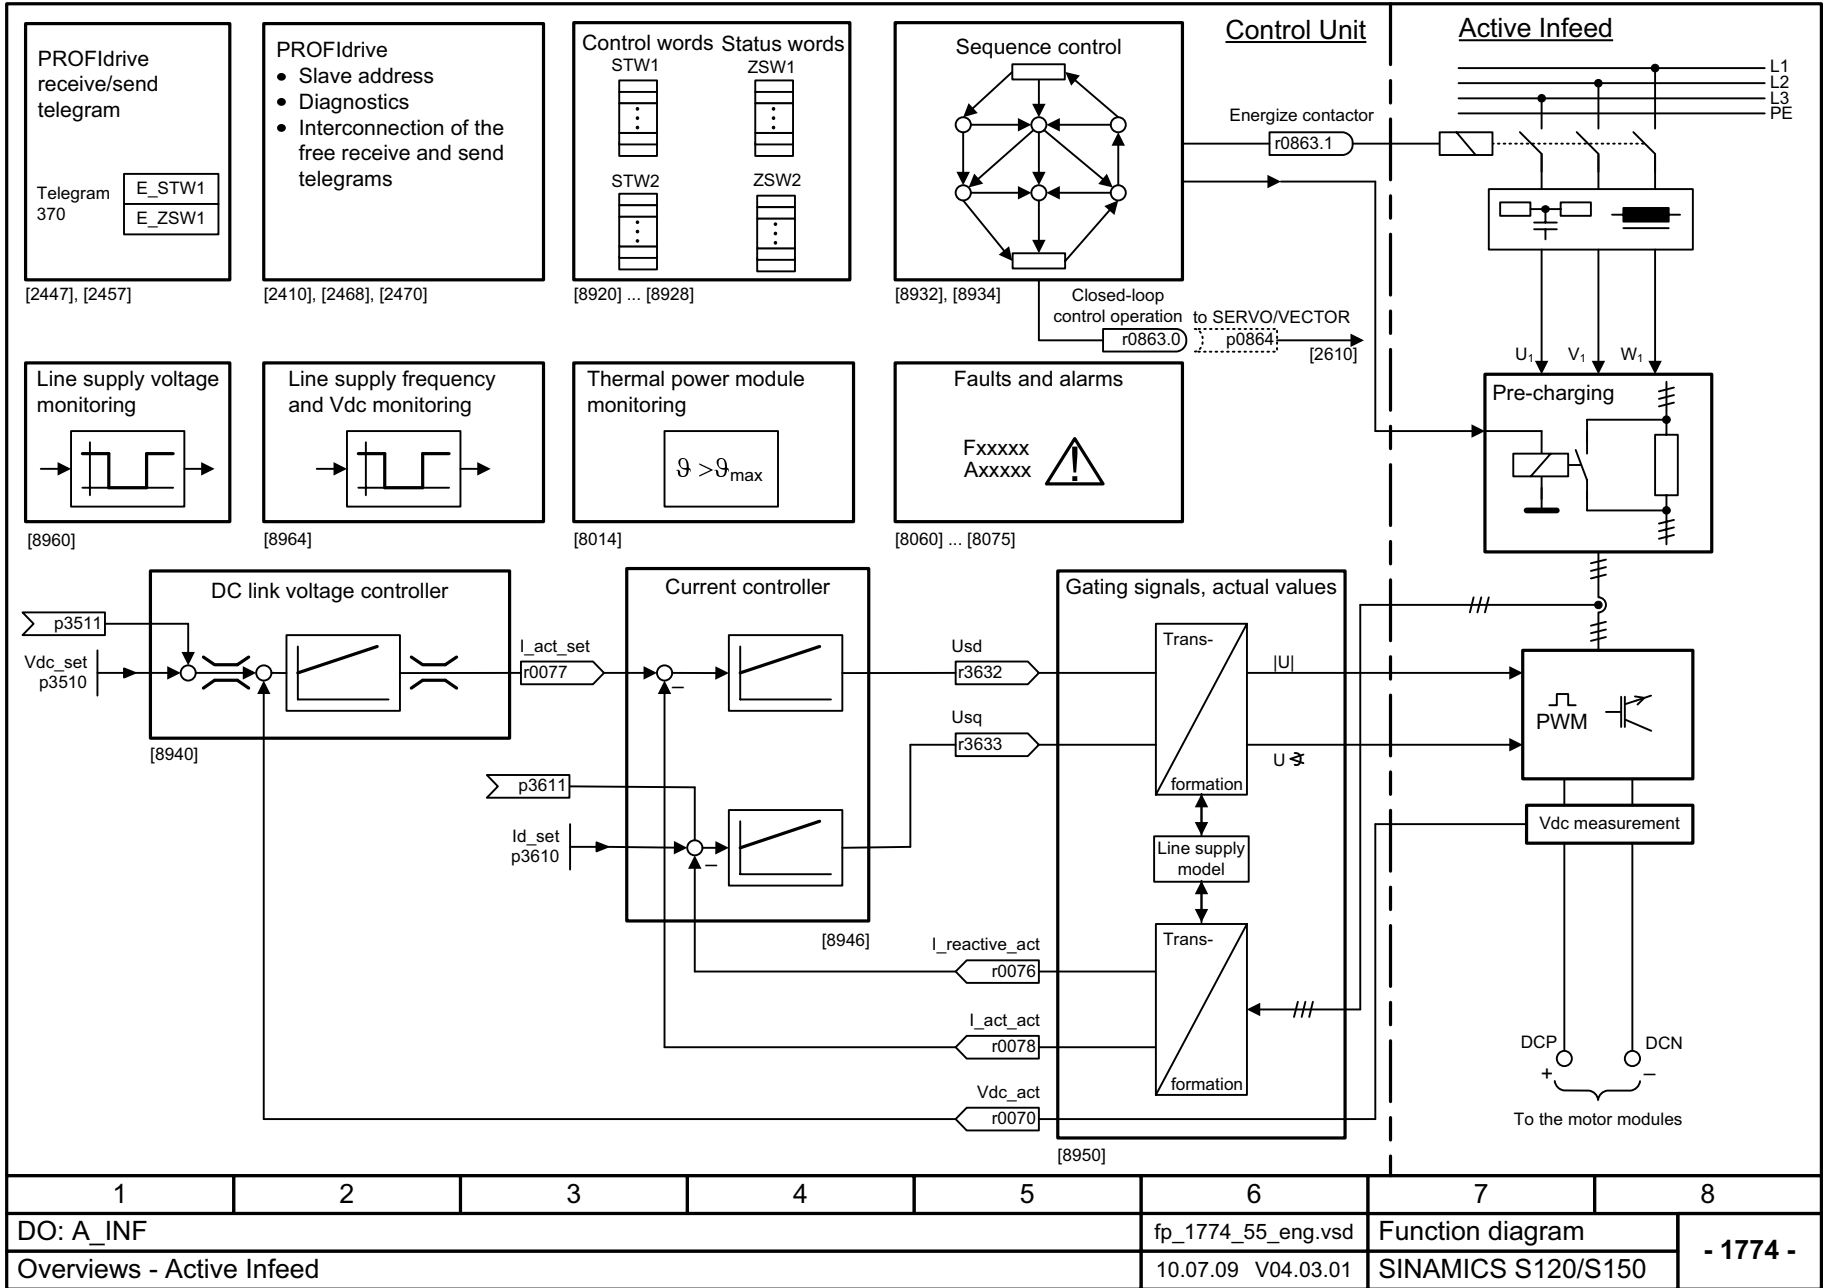 PROFIdrive
receive/send
telegram
Telegram
370
E_STW1
E_ZSW1
[2447], [2457]
PROFIdrive
• Slave address
• Diagnostics
• Interconnection of the
free receive and send
telegrams
[2410], [2468], [2470]
Control words Status words
STW1 ZSW1
STW2 ZSW2
[8920] ... [8928]
Sequence control
[8932], [8934]
Control Unit
Active Infeed
L1
L2
L3
PE
Energize contactor
r0863.1
Closed-loop
control operation
r0863.0
to SERVO/VECTOR
p0864
[2610]
U1 V1 W1
Pre-charging
Line supply voltage
monitoring
[8960]
Line supply frequency
and Vdc monitoring
[8964]
Thermal power module
monitoring
ϑ >ϑmax
[8014]
Faults and alarms
Fxxxxx
Axxxxx
!
[8060] ... [8075]
DC link voltage controller
p3511
Vdc_set
p3510
[8940]
I_act_set
r0077
Current controller
p3611
Id_set
p3610
–
–
[8946]
Usd
r3632
Usq
r3633
I_reactive_act
r0076
I_act_act
r0078
Vdc_act
r0070
Gating signals, actual values
Trans-
formation
Line supply
model
Trans-
formation
[8950]
|U|
U ∢
PWM
Vdc measurement
DCP DCN
+ –
To the motor modules
1 2 3 4 5 6 7 8
DO: A_INF
fp_1774_55_eng.vsd
Function diagram
- 1774 -
Overviews - Active Infeed
10.07.09 V04.03.01
SINAMICS S120/S150